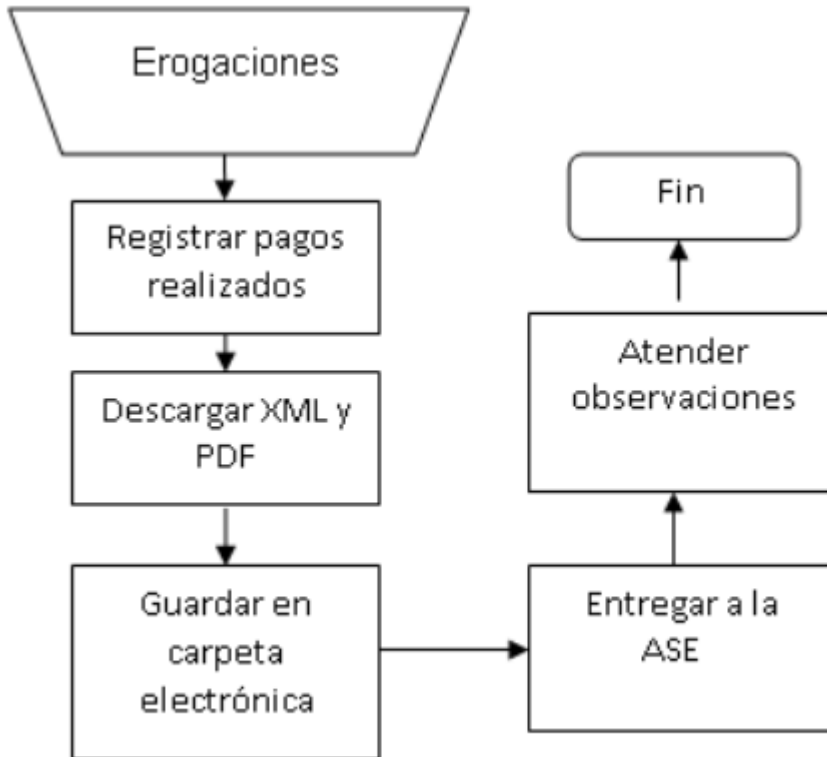 Erogaciones
Registrar pagos
realizados
Descargar XML y
PDF
Guardar en
carpeta
electrónica
Entregar a la
ASE
Atender
observaciones
Fin